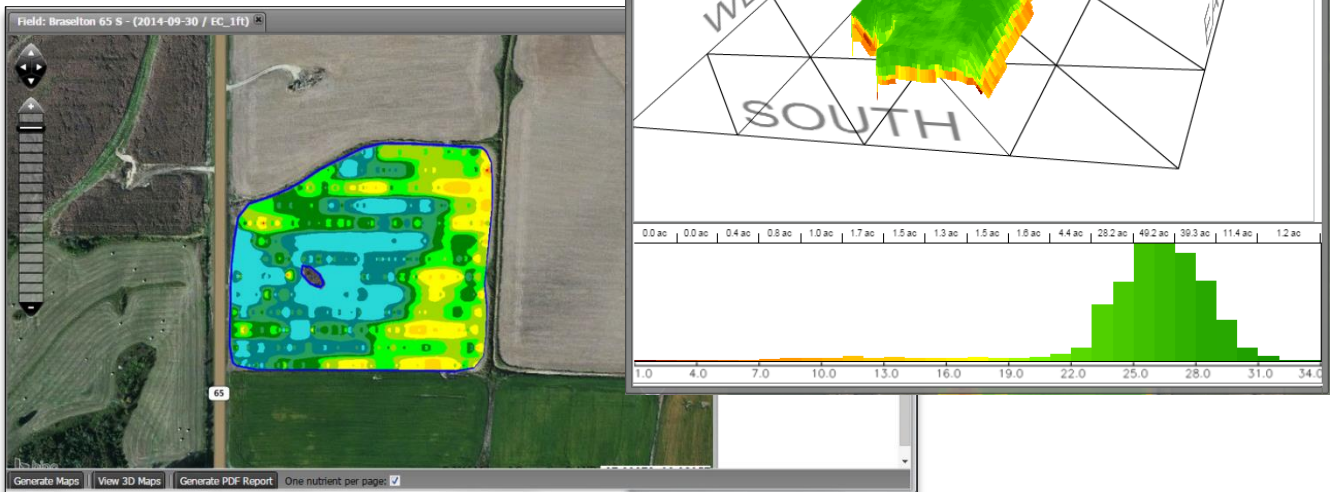 Field: Braselton 65 S - (2014-09-30 / EC_1ft)
65
Generate Maps View 3D Maps Generate PDF Report One nutrient per page:
SOUTH
0.0 ac 0.0 ac 0.4 ac 0.8 ac 1.0 ac 1.7 ac 1.5 ac 1.3 ac 1.5 ac 1.6 ac 4.4 ac 28.2 ac 49.2 ac 39.3 ac 11.4 ac 1.2 ac
1.0 4.0 7.0 10.0 13.0 16.0 19.0 22.0 25.0 28.0 31.0 34.0